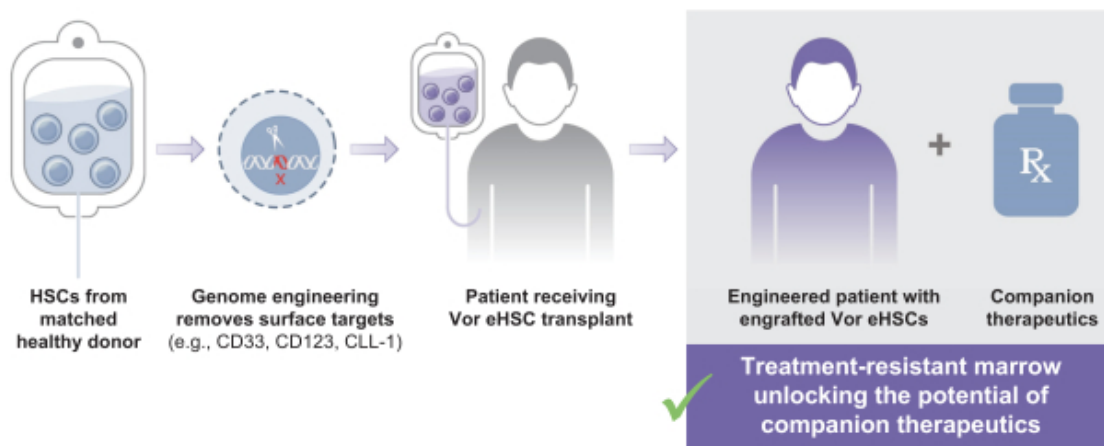 HSCs from
matched
healthy donor
Genome engineering
removes surface targets
(e.g., CD33, CD123, CLL-1)
X
Patient receiving
Vor eHSC transplant
Engineered patient with
engrafted Vor eHSCs
+
Rx
Companion
therapeutics
Treatment-resistant marrow
unlocking the potential of
companion therapeutics